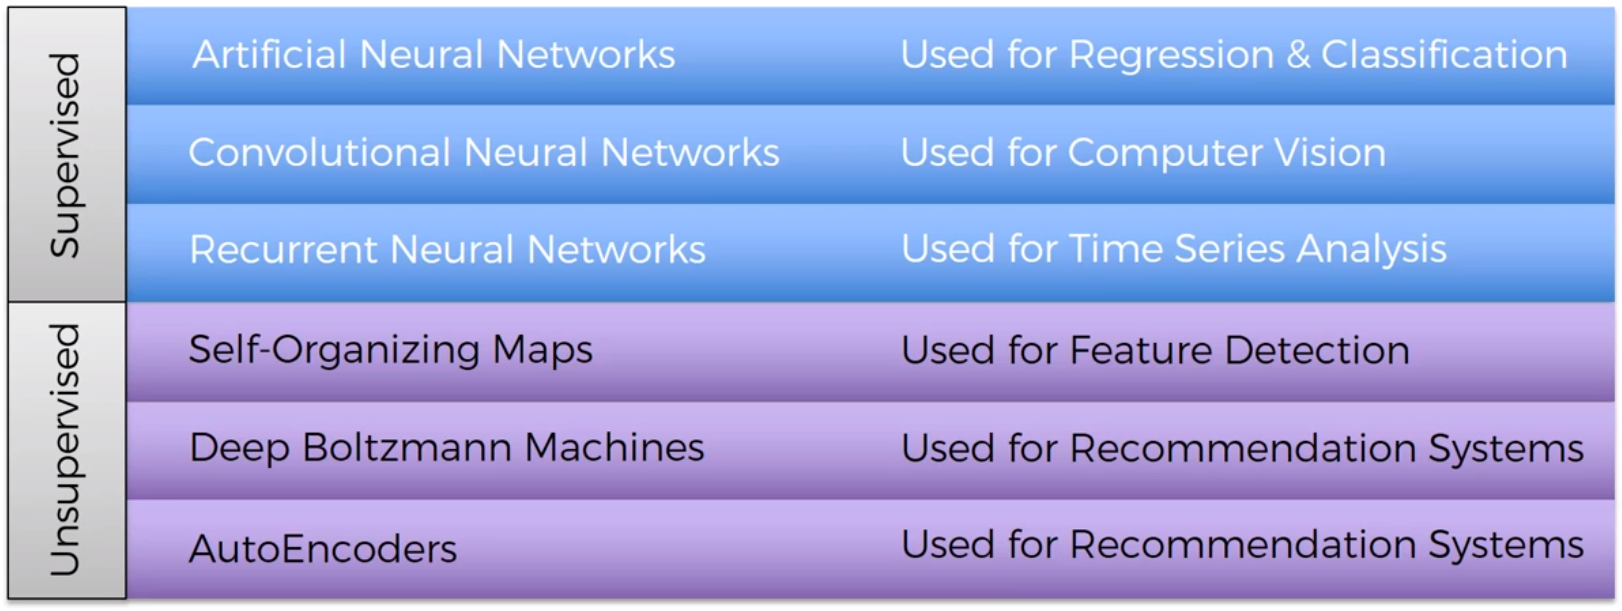 Supervised
Artificial Neural Networks Used for Regression & Classification
Convolutional Neural Networks Used for Computer Vision
Recurrent Neural Networks Used for Time Series Analysis
Unsupervised
Self-Organizing Maps Used for Feature Detection
Deep Boltzmann Machines Used for Recommendation Systems
AutoEncoders Used for Recommendation Systems